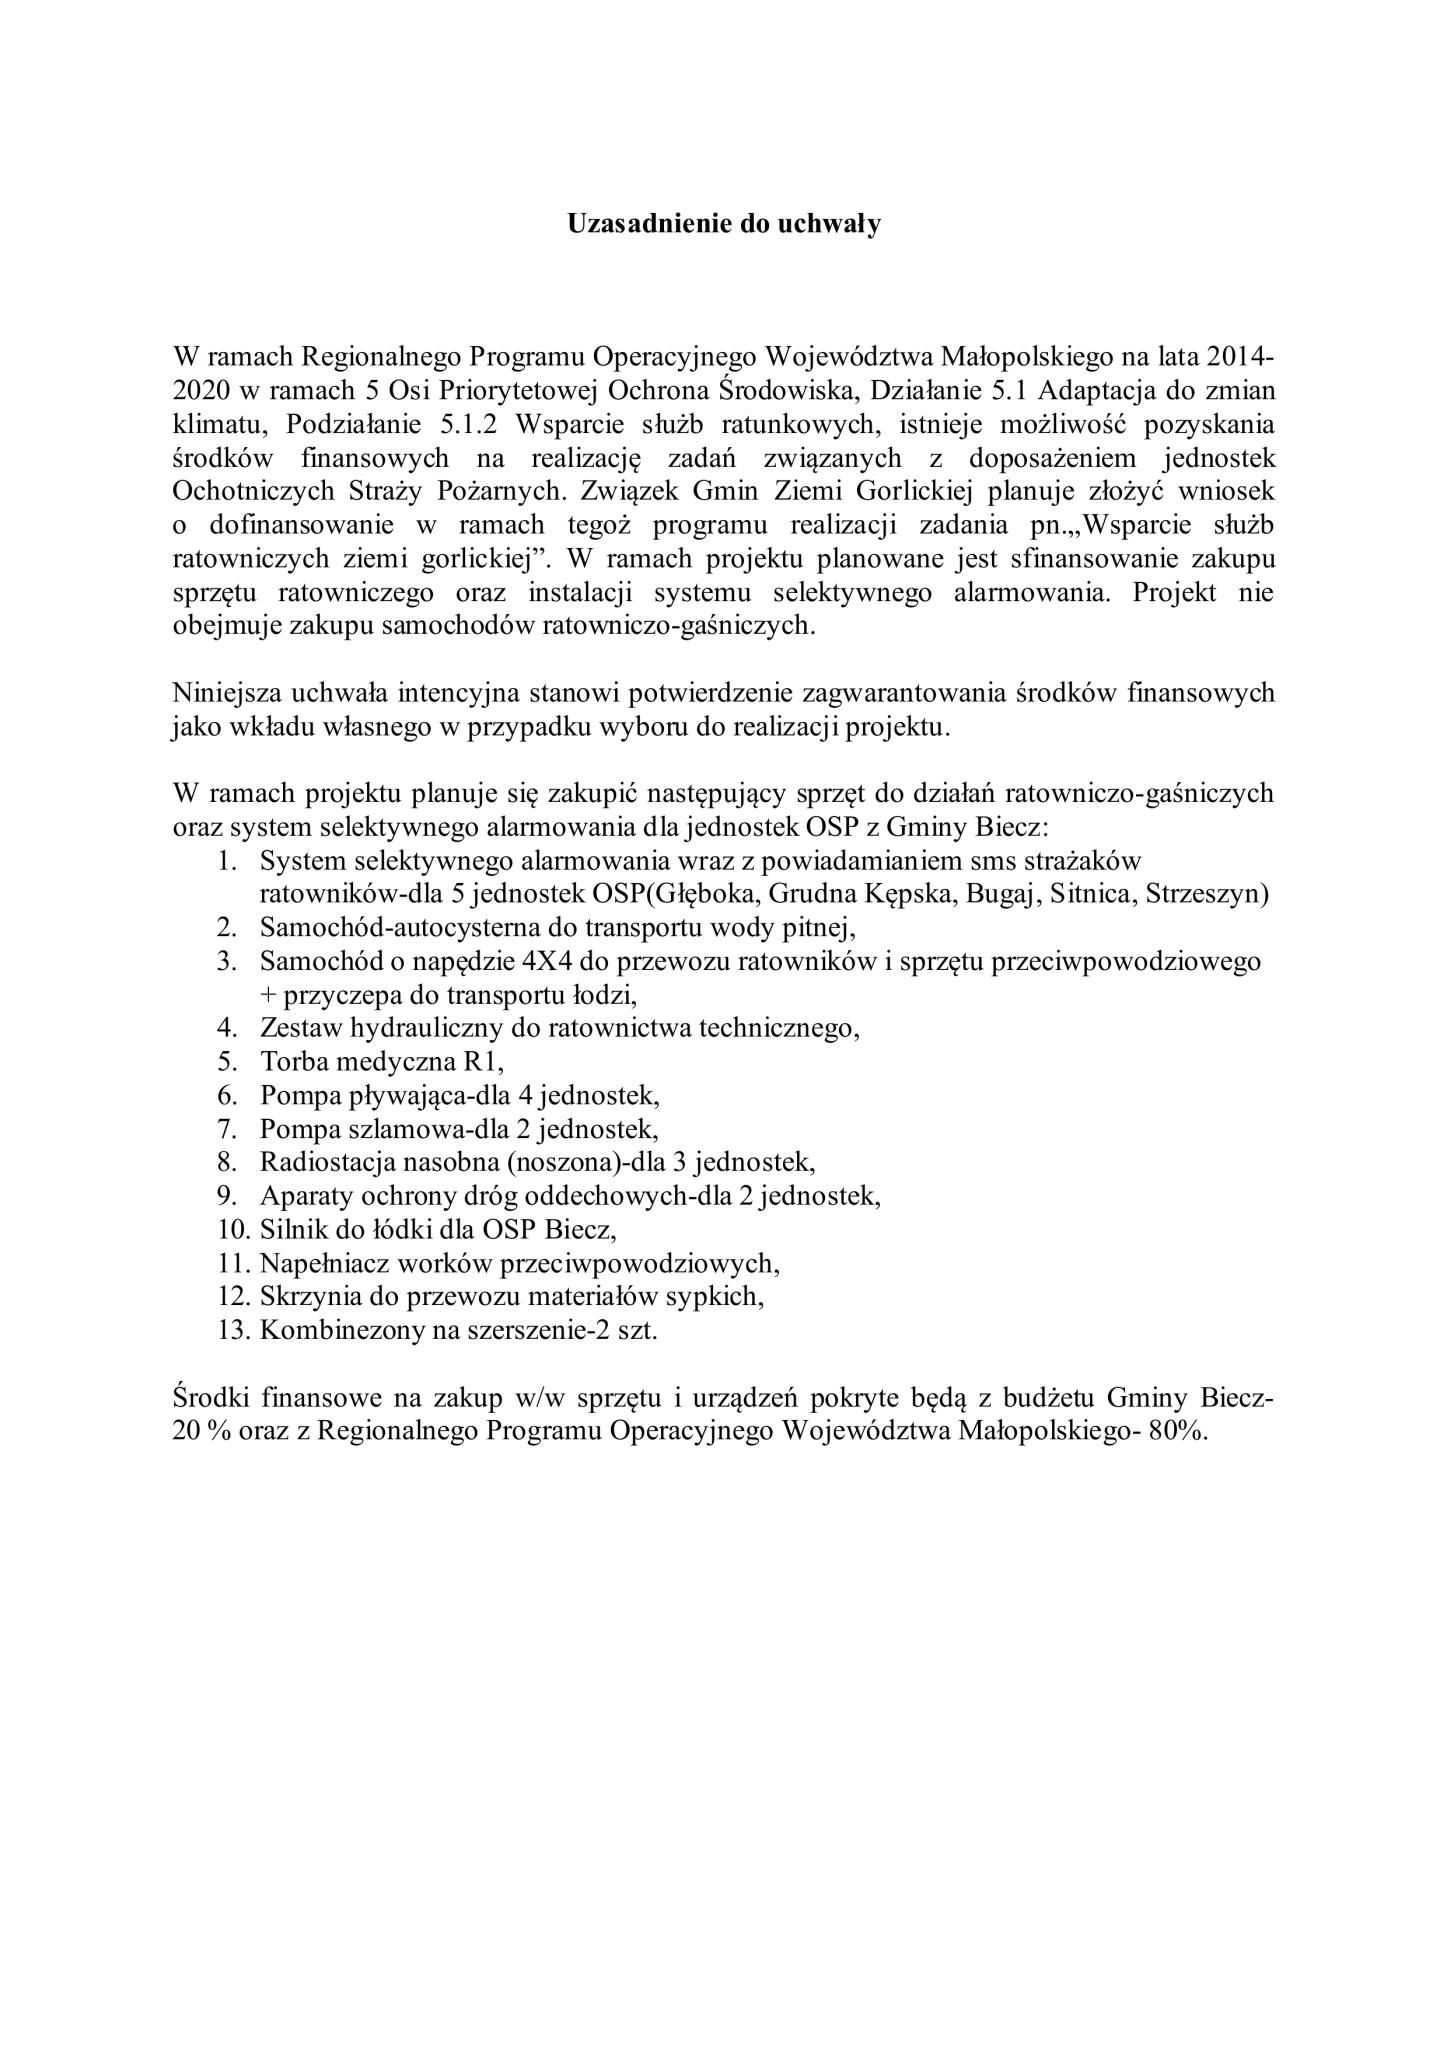 Uzasadnienie do uchwały
W ramach Regionalnego Programu Operacyjnego Województwa Małopolskiego na lata 2014-
2020 w ramach 5 Osi Priorytetowej Ochrona Środowiska, Działanie 5.1 Adaptacja do zmian
klimatu, Podziałanie 5.1.2 Wsparcie służb ratunkowych, istnieje możliwość pozyskania
środków finansowych na realizację zadań związanych z doposażeniem jednostek
Ochotniczych Straży Pożarnych. Związek Gmin Ziemi Gorlickiej planuje złożyć wniosek
o dofinansowanie w ramach tegoż programu realizacji zadania pn.„Wsparcie służb
ratowniczych ziemi gorlickiej”. W ramach projektu planowane jest sfinansowanie zakupu
sprzętu ratowniczego oraz instalacji systemu selektywnego alarmowania. Projekt nie
obejmuje zakupu samochodów ratowniczo-gaśniczych.
Niniejsza uchwała intencyjna stanowi potwierdzenie zagwarantowania środków finansowych
jako wkładu własnego w przypadku wyboru do realizacji projektu.
W ramach projektu planuje się zakupić następujący sprzęt do działań ratowniczo-gaśniczych
oraz system selektywnego alarmowania dla jednostek OSP z Gminy Biecz:
1. System selektywnego alarmowania wraz z powiadamianiem sms strażaków
ratowników-dla 5 jednostek OSP(Głęboka, Grudna Kępska, Bugaj, Sitnica, Strzeszyn)
2. Samochód-autocysterna do transportu wody pitnej,
3. Samochód o napędzie 4X4 do przewozu ratowników i sprzętu przeciwpowodziowego
+ przyczepa do transportu łodzi,
4. Zestaw hydrauliczny do ratownictwa technicznego,
5. Torba medyczna R1,
6. Pompa pływająca-dla 4 jednostek,
7. Pompa szlamowa-dla 2 jednostek,
8. Radiostacja nasobna (noszona)-dla 3 jednostek,
9. Aparaty ochrony dróg oddechowych-dla 2 jednostek,
10. Silnik do łódki dla OSP Biecz,
11. Napełniacz worków przeciwpowodziowych,
12. Skrzynia do przewozu materiałów sypkich,
13. Kombinezony na szerszenie-2 szt.
Środki finansowe na zakup w/w sprzętu i urządzeń pokryte będą z budżetu Gminy Biecz-
20 % oraz z Regionalnego Programu Operacyjnego Województwa Małopolskiego- 80%.